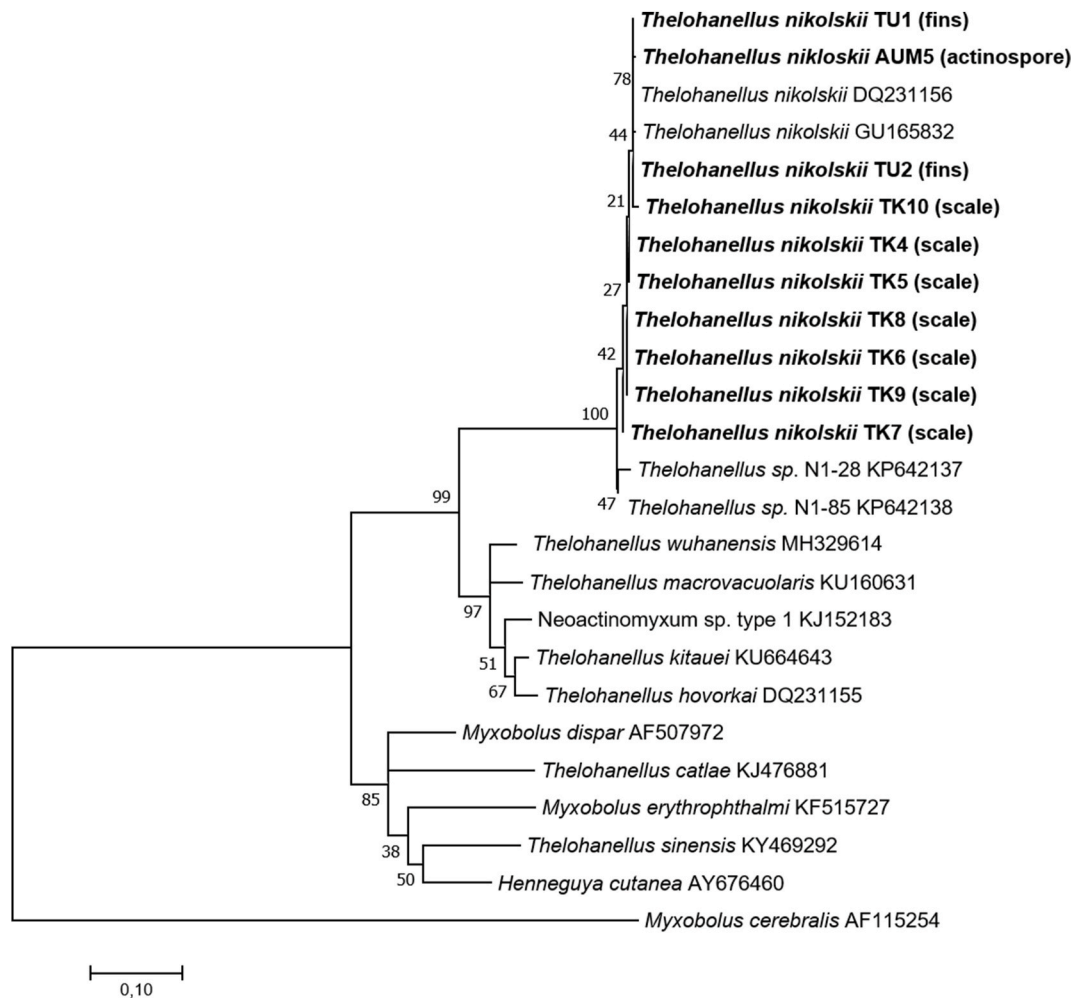 Thelohanellus nikolskii TU1 (fins)
Thelohanellus nikloskii AUM5 (actinospore)
78
Thelohanellus nikolskii DQ231156
Thelohanellus nikolskii GU165832
44
Thelohanellus nikolskii TU2 (fins)
21
Thelohanellus nikolskii TK10 (scale)
Thelohanellus nikolskii TK4 (scale)
Thelohanellus nikolskii TK5 (scale)
27
Thelohanellus nikolskii TK8 (scale)
42
Thelohanellus nikolskii TK6 (scale)
Thelohanellus nikolskii TK9 (scale)
100
Thelohanellus nikolskii TK7 (scale)
Thelohanellus sp. N1-28 KP642137
99
47
Thelohanellus sp. N1-85 KP642138
Thelohanellus wuhanensis MH329614
Thelohanellus macrovacuolaris KU160631
97
Neoactinomyxum sp. type 1 KJ152183
Thelohanellus kitauei KU664643
51
67
Thelohanellus hovorkai DQ231155
Myxobolus dispar AF507972
Thelohanellus catlae KJ476881
85
Myxobolus erythrophthalmi KF515727
Thelohanellus sinensis KY469292
38
50
Henneguya cutanea AY676460
Myxobolus cerebralis AF115254
0,10